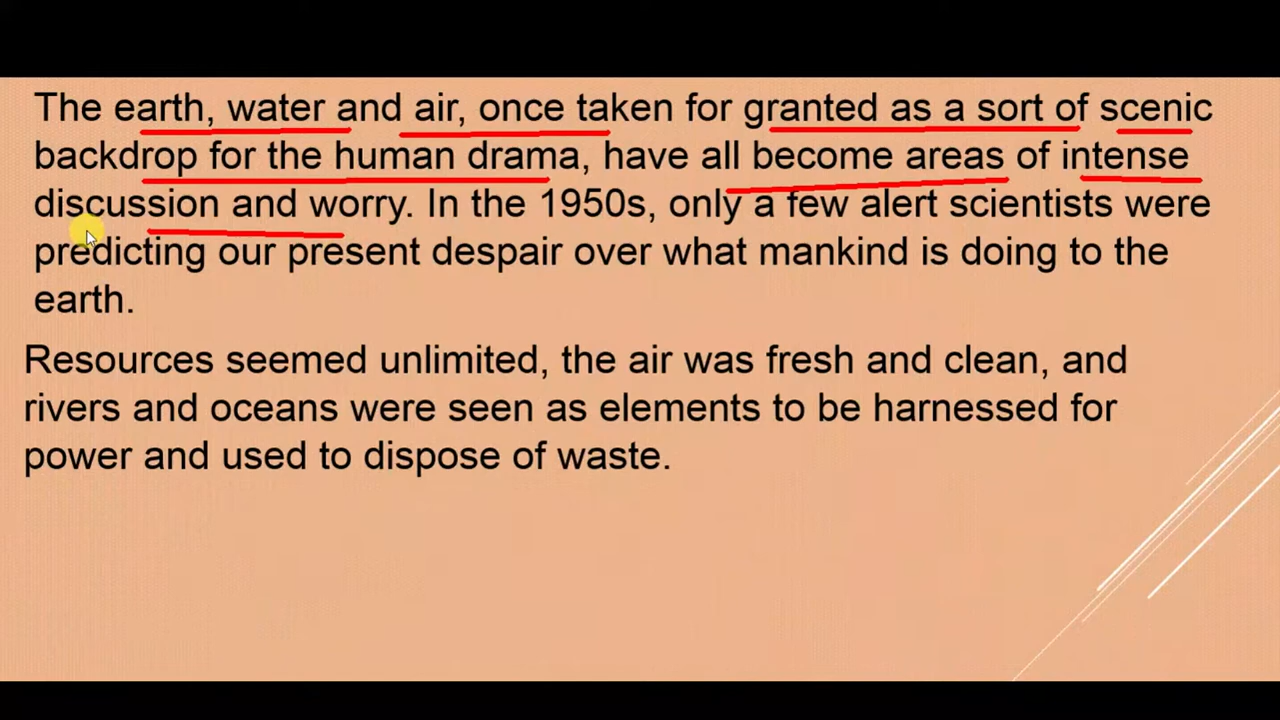 The earth, water and air, once taken for granted as a sort of scenic
backdrop for the human drama, have all become areas of intense
discussion and worry. In the 1950s, only a few alert scientists were
predicting our present despair over what mankind is doing to the
earth.
Resources seemed unlimited, the air was fresh and clean, and
rivers and oceans were seen as elements to be harnessed for
power and used to dispose of waste.